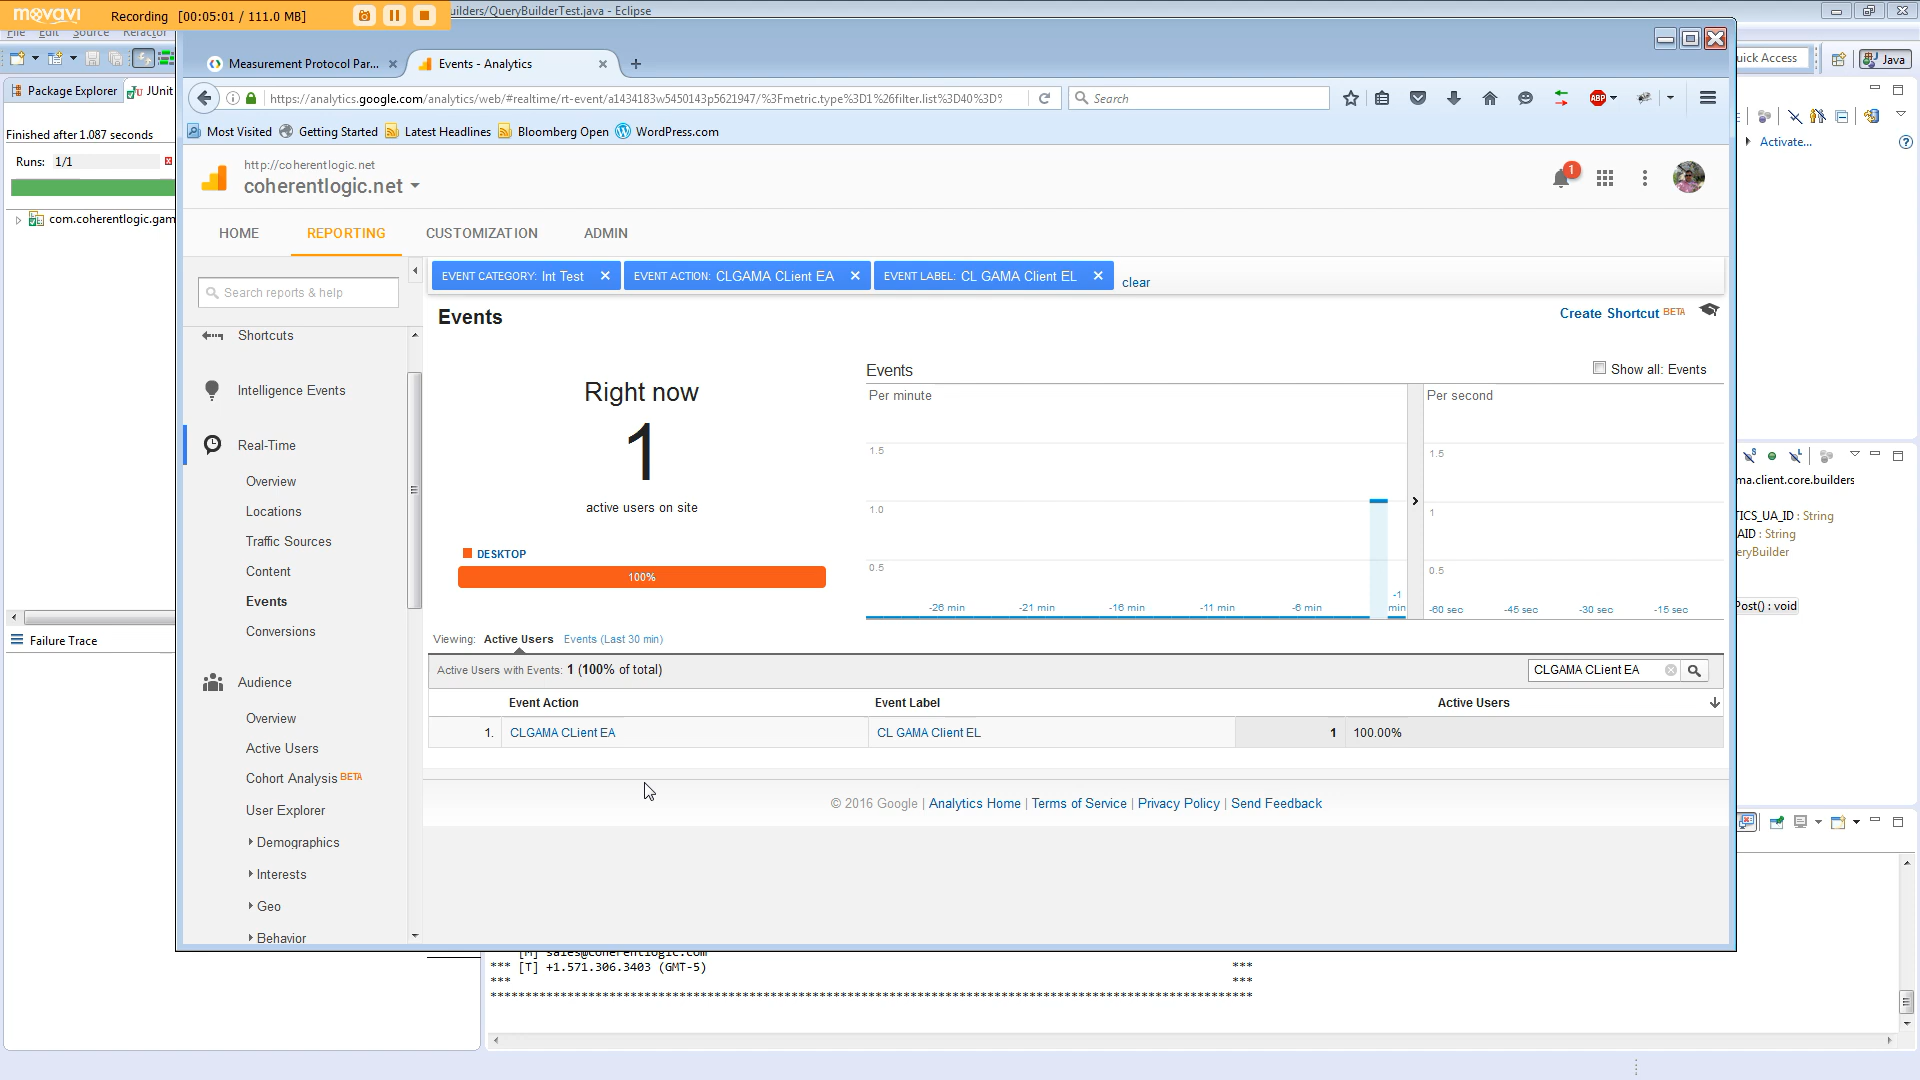 movavi Recording [00:05:01 / 111.0 MB] uilders/QueryBuilderTest.java - Eclipse
File Edit Source Refactor
Measurement Protocol Par... Events - Analytics
uick Access Java
Package Explorer JUnit
https://analytics.google.com/analytics/web/#realtime/rt-event/a1434183w5450143p5621947/%3Fmetric.type%3D1%26filter.list%3D40%3D% Search ABP
Finished after 1.087 seconds
Most Visited Getting Started Latest Headlines Bloomberg Open WordPress.com
Activate...
Runs: 1/1
http://coherentlogic.net
coherentlogic.net
1
com.coherentlogic.gam
HOME REPORTING CUSTOMIZATION ADMIN
EVENT CATEGORY: Int Test EVENT ACTION: CLGAMA CLient EA EVENT LABEL: CL GAMA Client EL clear
Search reports & help
Events
Create Shortcut BETA
Shortcuts
Intelligence Events
Real-Time
Overview
Locations
Traffic Sources
Content
Events
Conversions
Audience
Overview
Active Users
Cohort Analysis BETA
User Explorer
Demographics
Interests
Geo
Behavior
Right now
1
active users on site
DESKTOP
100%
Events
Show all: Events
Per minute Per second
1.5 1.5
1.0 1
0.5 0.5
-26 min -21 min -16 min -11 min -6 min -1 min
-60 sec -45 sec -30 sec -15 sec
Viewing: Active Users Events (Last 30 min)
Active Users with Events: 1 (100% of total) CLGAMA CLient EA
Event Action Event Label Active Users
1. CLGAMA CLient EA CL GAMA Client EL 1 100.00%
© 2016 Google | Analytics Home | Terms of Service | Privacy Policy | Send Feedback
Failure Trace
ma.client.core.builders
TICS_UA_ID : String
AID : String
eryBuilder
Post() : void
[M] sales@coherentlogic.com
*** [T] +1.571.306.3403 (GMT-5) ***
*** ***